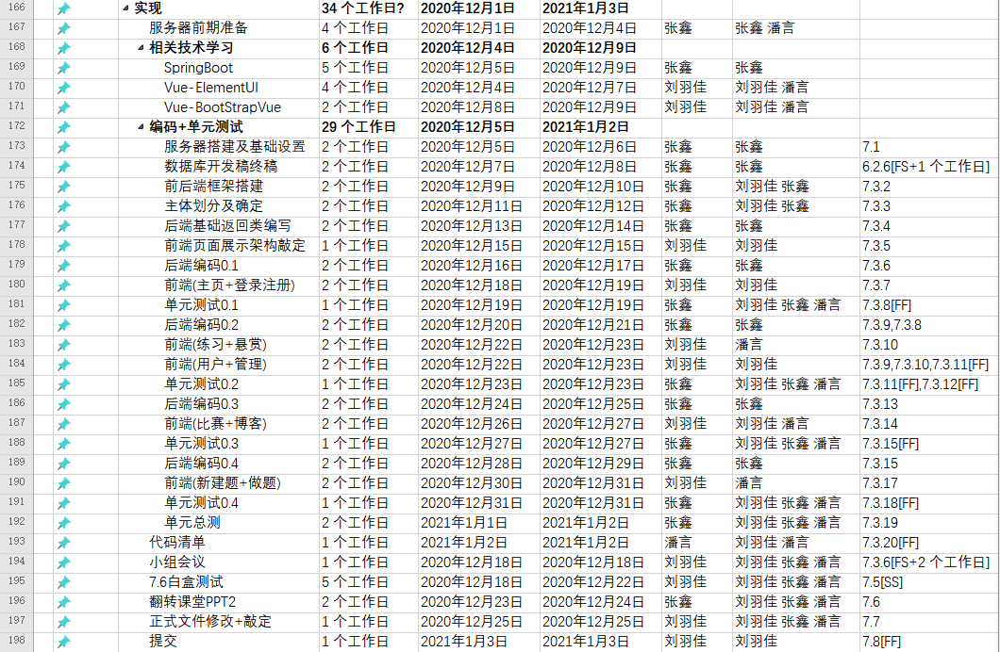 166 实现 34 个工作日? 2020年12月1日 2021年1月3日
167 服务器前期准备 4 个工作日 2020年12月1日 2020年12月4日 张鑫 张鑫 潘言
168 相关技术学习 6 个工作日 2020年12月4日 2020年12月9日
169 SpringBoot 5 个工作日 2020年12月5日 2020年12月9日 张鑫 张鑫
170 Vue-ElementUI 4 个工作日 2020年12月4日 2020年12月7日 刘羽佳 刘羽佳 潘言
171 Vue-BootStrapVue 2 个工作日 2020年12月8日 2020年12月9日 刘羽佳 刘羽佳 潘言
172 编码+单元测试 29 个工作日 2020年12月5日 2021年1月2日
173 服务器搭建及基础设置 2 个工作日 2020年12月5日 2020年12月6日 张鑫 张鑫 7.1
174 数据库开发稿终稿 2 个工作日 2020年12月7日 2020年12月8日 张鑫 张鑫 6.2.6[FS+1 个工作日]
175 前后端框架搭建 2 个工作日 2020年12月9日 2020年12月10日 张鑫 刘羽佳 张鑫 7.3.2
176 主体划分及确定 2 个工作日 2020年12月11日 2020年12月12日 张鑫 刘羽佳 张鑫 7.3.3
177 后端基础返回类编写 2 个工作日 2020年12月13日 2020年12月14日 张鑫 张鑫 7.3.4
178 前端页面展示架构敲定 1 个工作日 2020年12月15日 2020年12月15日 刘羽佳 刘羽佳 7.3.5
179 后端编码0.1 2 个工作日 2020年12月16日 2020年12月17日 张鑫 张鑫 7.3.6
180 前端(主页+登录注册) 2 个工作日 2020年12月18日 2020年12月19日 刘羽佳 刘羽佳 7.3.7
181 单元测试0.1 1 个工作日 2020年12月19日 2020年12月19日 张鑫 刘羽佳 张鑫 潘言 7.3.8[FF]
182 后端编码0.2 2 个工作日 2020年12月20日 2020年12月21日 张鑫 张鑫 7.3.9,7.3.8
183 前端(练习+悬赏) 2 个工作日 2020年12月22日 2020年12月23日 刘羽佳 潘言 7.3.10
184 前端(用户+管理) 2 个工作日 2020年12月22日 2020年12月23日 刘羽佳 刘羽佳 7.3.9,7.3.10,7.3.11[FF]
185 单元测试0.2 1 个工作日 2020年12月23日 2020年12月23日 张鑫 刘羽佳 张鑫 潘言 7.3.11[FF],7.3.12[FF]
186 后端编码0.3 2 个工作日 2020年12月24日 2020年12月25日 张鑫 张鑫 7.3.13
187 前端(比赛+博客) 2 个工作日 2020年12月26日 2020年12月27日 刘羽佳 刘羽佳 潘言 7.3.14
188 单元测试0.3 1 个工作日 2020年12月27日 2020年12月27日 张鑫 刘羽佳 张鑫 潘言 7.3.15[FF]
189 后端编码0.4 2 个工作日 2020年12月28日 2020年12月29日 张鑫 张鑫 7.3.15
190 前端(新建题+做题) 2 个工作日 2020年12月30日 2020年12月31日 刘羽佳 潘言 7.3.17
191 单元测试0.4 1 个工作日 2020年12月31日 2020年12月31日 张鑫 刘羽佳 张鑫 潘言 7.3.18[FF]
192 单元总测 2 个工作日 2021年1月1日 2021年1月2日 张鑫 刘羽佳 张鑫 潘言 7.3.19
193 代码清单 1 个工作日 2021年1月2日 2021年1月2日 潘言 刘羽佳 潘言 7.3.20[FF]
194 小组会议 1 个工作日 2020年12月18日 2020年12月18日 刘羽佳 刘羽佳 张鑫 潘言 7.3.6[FS+2 个工作日]
195 7.6白盒测试 5 个工作日 2020年12月18日 2020年12月22日 刘羽佳 刘羽佳 张鑫 潘言 7.5[SS]
196 翻转课堂PPT2 2 个工作日 2020年12月23日 2020年12月24日 张鑫 刘羽佳 张鑫 潘言 7.6
197 正式文件修改+敲定 1 个工作日 2020年12月25日 2020年12月25日 刘羽佳 刘羽佳 张鑫 潘言 7.7
198 提交 1 个工作日 2021年1月3日 2021年1月3日 刘羽佳 刘羽佳 7.8[FF]